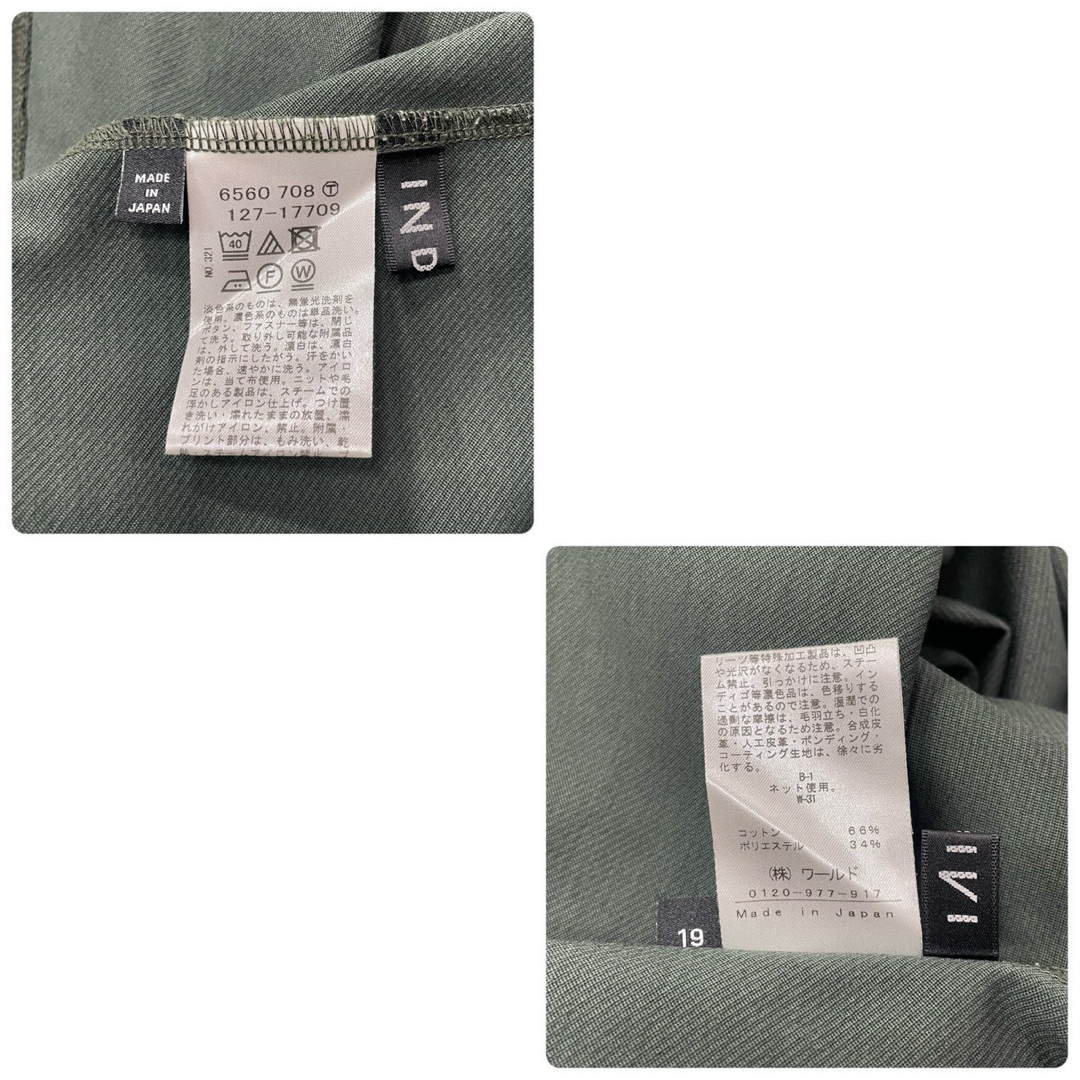 MADE
IN
JAPAN
6560 708 Ⓣ
127-17709
NO.321
40
F
W
IND
淡色系のものは、無蛍光洗剤を
使用。濃色系のものは単品洗い。
ボタン、ファスナー等は、閉じ
て洗う。取り外し可能な附属品
は、外して洗う。漂白は、漂白
剤の指示にしたがう。汗をかい
た場合、速やかに洗う。アイロ
ンは、当て布使用。ニットや毛
足のある製品は、スチームでの
浮かしアイロン仕上げ。つけ置
き洗い・濡れたままの放置、濡
れがけアイロン、禁止。附属・
プリント部分は、もみ洗い、乾
リーツ等特殊加工製品は、凹凸
や光沢がなくなるため、スチー
ム禁止。引っかけに注意。イン
デイゴ等濃色品は、色移りする
ことがあるので注意。湿潤での
過剰な摩擦は、毛羽立ち・白化
の原因となるため注意。合成皮
革・人工皮革・ボンディング・
コーティング生地は、徐々に劣
化する。
B-1
ネット使用。
W-31
コットン 66%
ポリエステル 34%
(株) ワールド
0120-977-917
Made in Japan
19
IVI